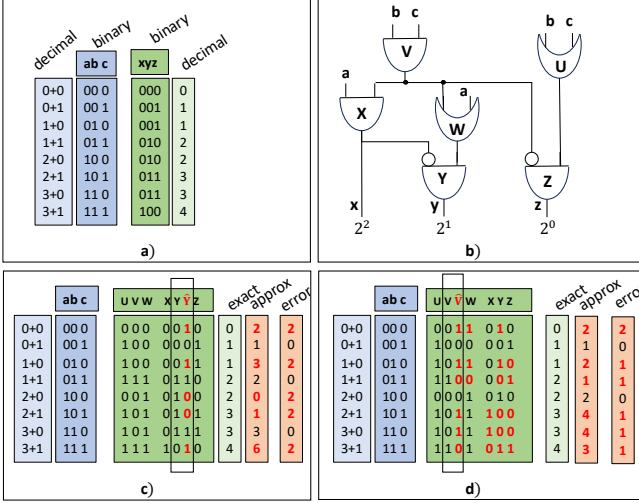 decimal binary binary decimal
ab c xyz
0+0 00 0 000 0
0+1 00 1 001 1
1+0 01 0 001 1
1+1 01 1 010 2
2+0 10 0 010 2
2+1 10 1 011 3
3+0 11 0 011 3
3+1 11 1 100 4
a)
b c b c
V U
a a
X W
Y Z
x y z
2² 2¹ 2⁰
b)
exact approx error
ab c U V W X Y Ŷ Z
0+0 00 0 0 0 0 0 0 1 0 0 2 2
0+1 00 1 1 0 0 0 0 0 1 1 1 0
1+0 01 0 1 0 0 0 0 1 1 1 3 2
1+1 01 1 1 1 1 0 1 1 0 2 2 0
2+0 10 0 0 0 1 0 1 0 0 2 0 2
2+1 10 1 1 0 1 0 1 0 1 3 1 2
3+0 11 0 1 0 1 0 1 1 1 3 3 0
3+1 11 1 1 1 1 1 0 1 0 4 6 2
c)
exact approx error
ab c U V V̂ W X Y Z
0+0 00 0 0 0 1 1 0 1 0 0 2 2
0+1 00 1 1 0 0 0 0 0 1 1 1 0
1+0 01 0 1 0 1 1 0 1 0 1 2 1
1+1 01 1 1 1 0 0 0 0 1 2 1 1
2+0 10 0 0 0 0 1 0 1 0 2 2 0
2+1 10 1 1 0 1 1 1 0 0 3 4 1
3+0 11 0 1 0 1 1 1 0 0 3 4 1
3+1 11 1 1 1 0 1 0 1 1 4 3 1
d)